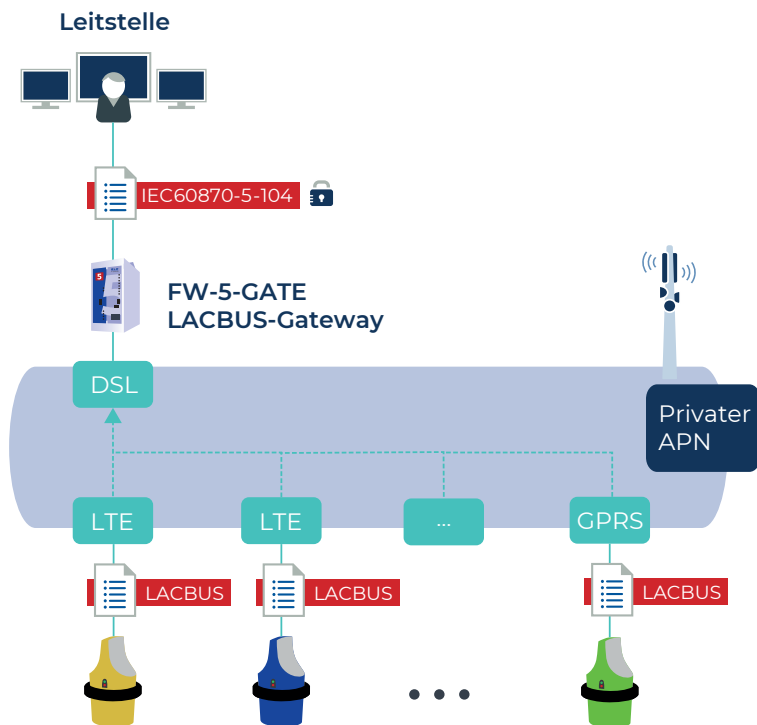 Leitstelle
IEC60870-5-104
FW-5-GATE
LACBUS-Gateway
DSL
Privater
APN
LTE
LTE
...
GPRS
LACBUS
LACBUS
LACBUS